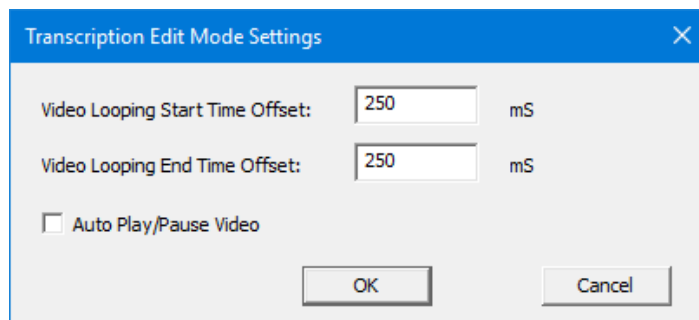 Transcription Edit Mode Settings
Video Looping Start Time Offset: 250 mS
Video Looping End Time Offset: 250 mS
Auto Play/Pause Video
OK Cancel